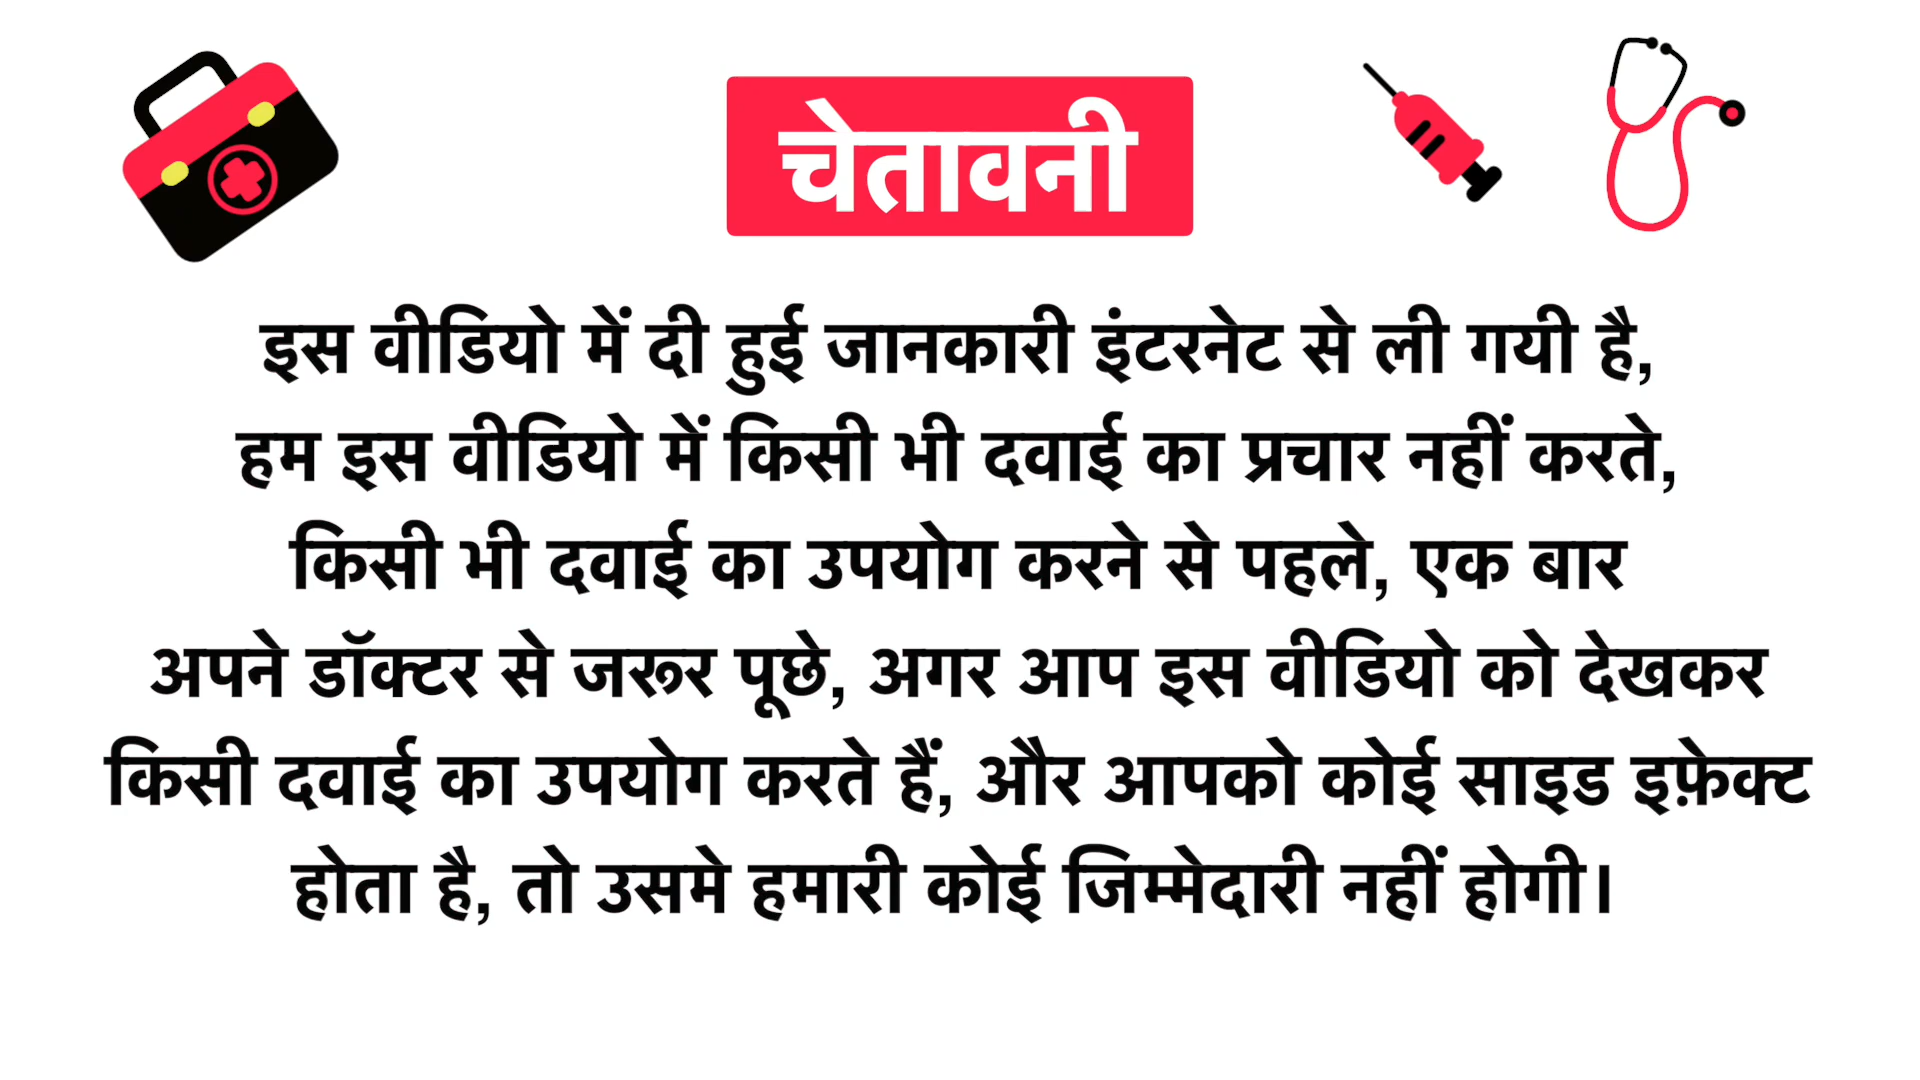 चेतावनी
इस वीडियो में दी हुई जानकारी इंटरनेट से ली गयी है,
हम इस वीडियो में किसी भी दवाई का प्रचार नहीं करते,
किसी भी दवाई का उपयोग करने से पहले, एक बार
अपने डॉक्टर से जरूर पूछे, अगर आप इस वीडियो को देखकर
किसी दवाई का उपयोग करते हैं, और आपको कोई साइड इफ़ेक्ट
होता है, तो उसमे हमारी कोई जिम्मेदारी नहीं होगी।